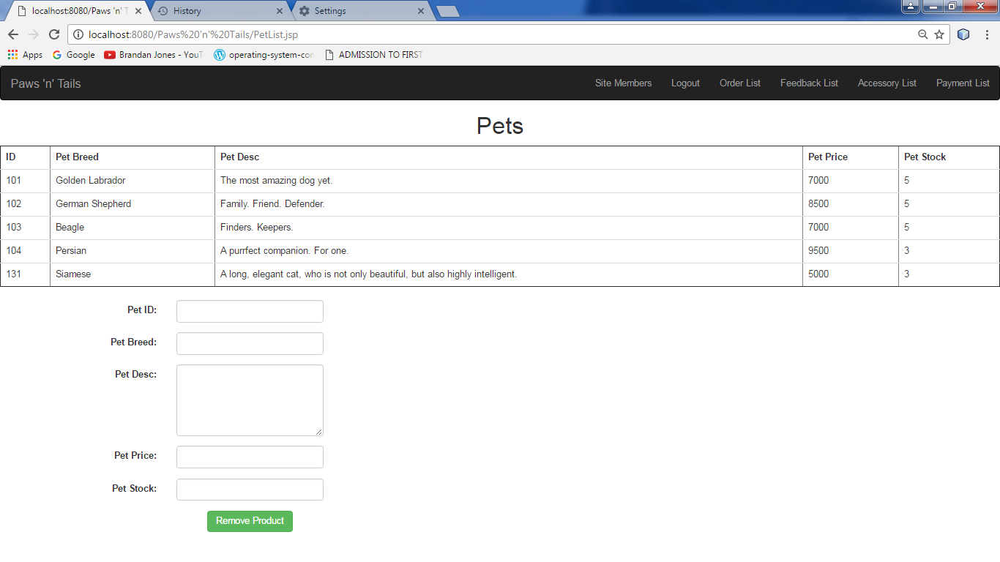 localhost:8080/Paws 'n' T
History
Settings
localhost:8080/Paws%20'n'%20Tails/PetList.jsp
Apps
Google
Brandan Jones - YouT
operating-system-con
ADMISSION TO FIRST
Paws 'n' Tails
Site Members Logout Order List Feedback List Accessory List Payment List
Pets
ID Pet Breed Pet Desc Pet Price Pet Stock
101 Golden Labrador The most amazing dog yet. 7000 5
102 German Shepherd Family. Friend. Defender. 8500 5
103 Beagle Finders. Keepers. 7000 5
104 Persian A purrfect companion. For one. 9500 3
131 Siamese A long, elegant cat, who is not only beautiful, but also highly intelligent. 5000 3
Pet ID:
Pet Breed:
Pet Desc:
Pet Price:
Pet Stock:
Remove Product